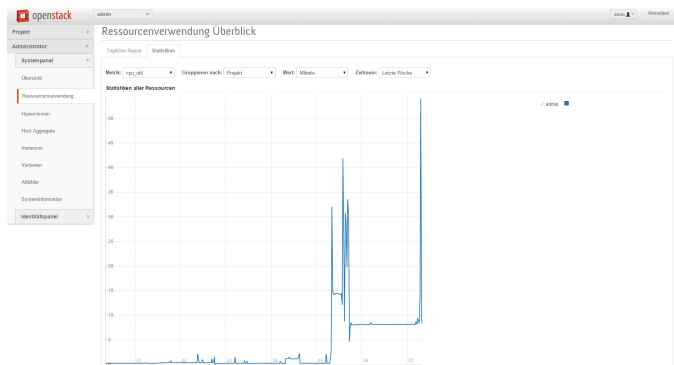 openstack
admin
admin
Abmelden
Projekt
Administrator
Systempanel
Übersicht
Ressourcenverwendung
Hypervisoren
Host Aggregate
Instanzen
Varianten
Abbilder
Systeminformation
Identitätspanel
Ressourcenverwendung Überblick
Täglicher Report
Statistiken
Metrik: cpu_util Gruppieren nach: Projekt Wert: Mittelw. Zeitraum: Letzte Woche
Statistiken aller Ressourcen
✓ admin
50
45
40
35
30
25
20
15
10
5
21 22 23 24 25 26 27